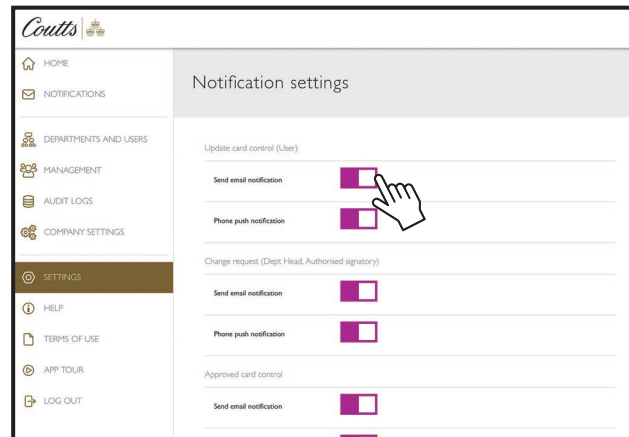 Coutts
HOME
NOTIFICATIONS
DEPARTMENTS AND USERS
MANAGEMENT
AUDIT LOGS
COMPANY SETTINGS
SETTINGS
HELP
TERMS OF USE
APP TOUR
LOG OUT
Notification settings
Update card control (User)
Send email notification
Phone push notification
Change request (Dept Head, Authorised signatory)
Send email notification
Phone push notification
Approved card control
Send email notification